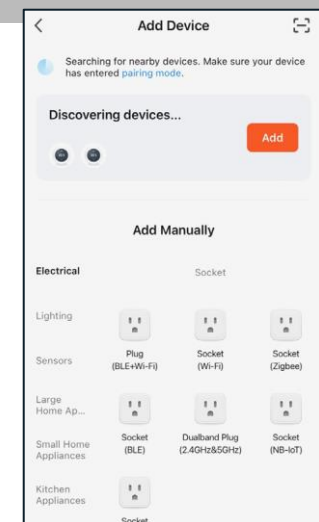 Add Device
Searching for nearby devices. Make sure your device
has entered pairing mode.
Discovering devices...
Add
Add Manually
Electrical
Socket
Lighting
Plug
(BLE+Wi-Fi)
Socket
(Wi-Fi)
Socket
(Zigbee)
Sensors
Large
Home Ap...
Socket
(BLE)
Dualband Plug
(2.4GHz&5GHz)
Socket
(NB-IoT)
Small Home
Appliances
Kitchen
Appliances
Socket